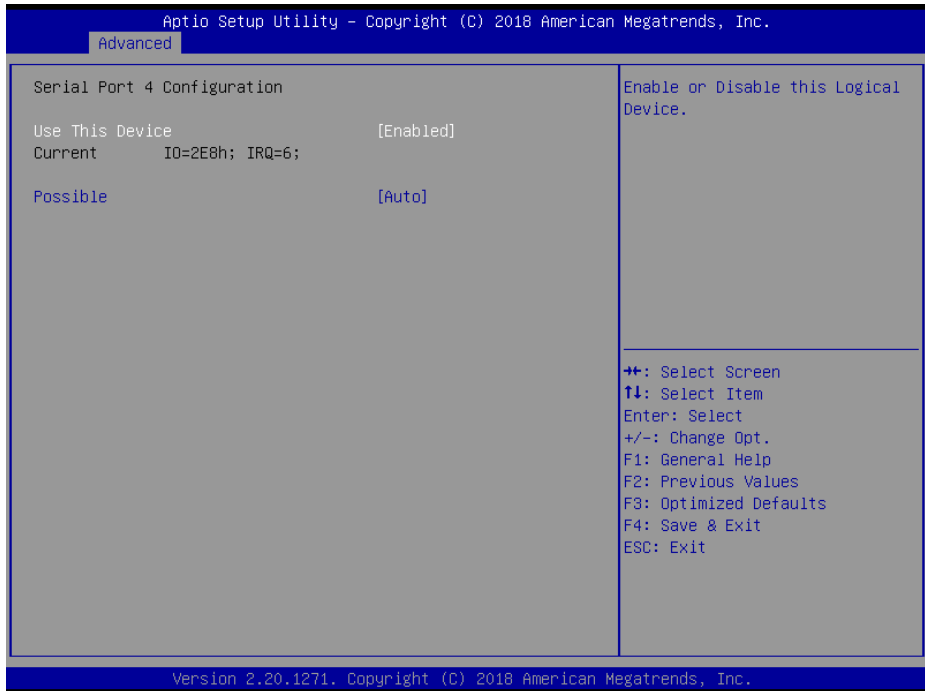 Aptio Setup Utility – Copyright (C) 2018 American Megatrends, Inc.
Advanced
Serial Port 4 Configuration
Use This Device [Enabled]
Current IO=2E8h; IRQ=6;
Possible [Auto]
Enable or Disable this Logical
Device.
→←: Select Screen
↑↓: Select Item
Enter: Select
+/-: Change Opt.
F1: General Help
F2: Previous Values
F3: Optimized Defaults
F4: Save & Exit
ESC: Exit
Version 2.20.1271. Copyright (C) 2018 American Megatrends, Inc.